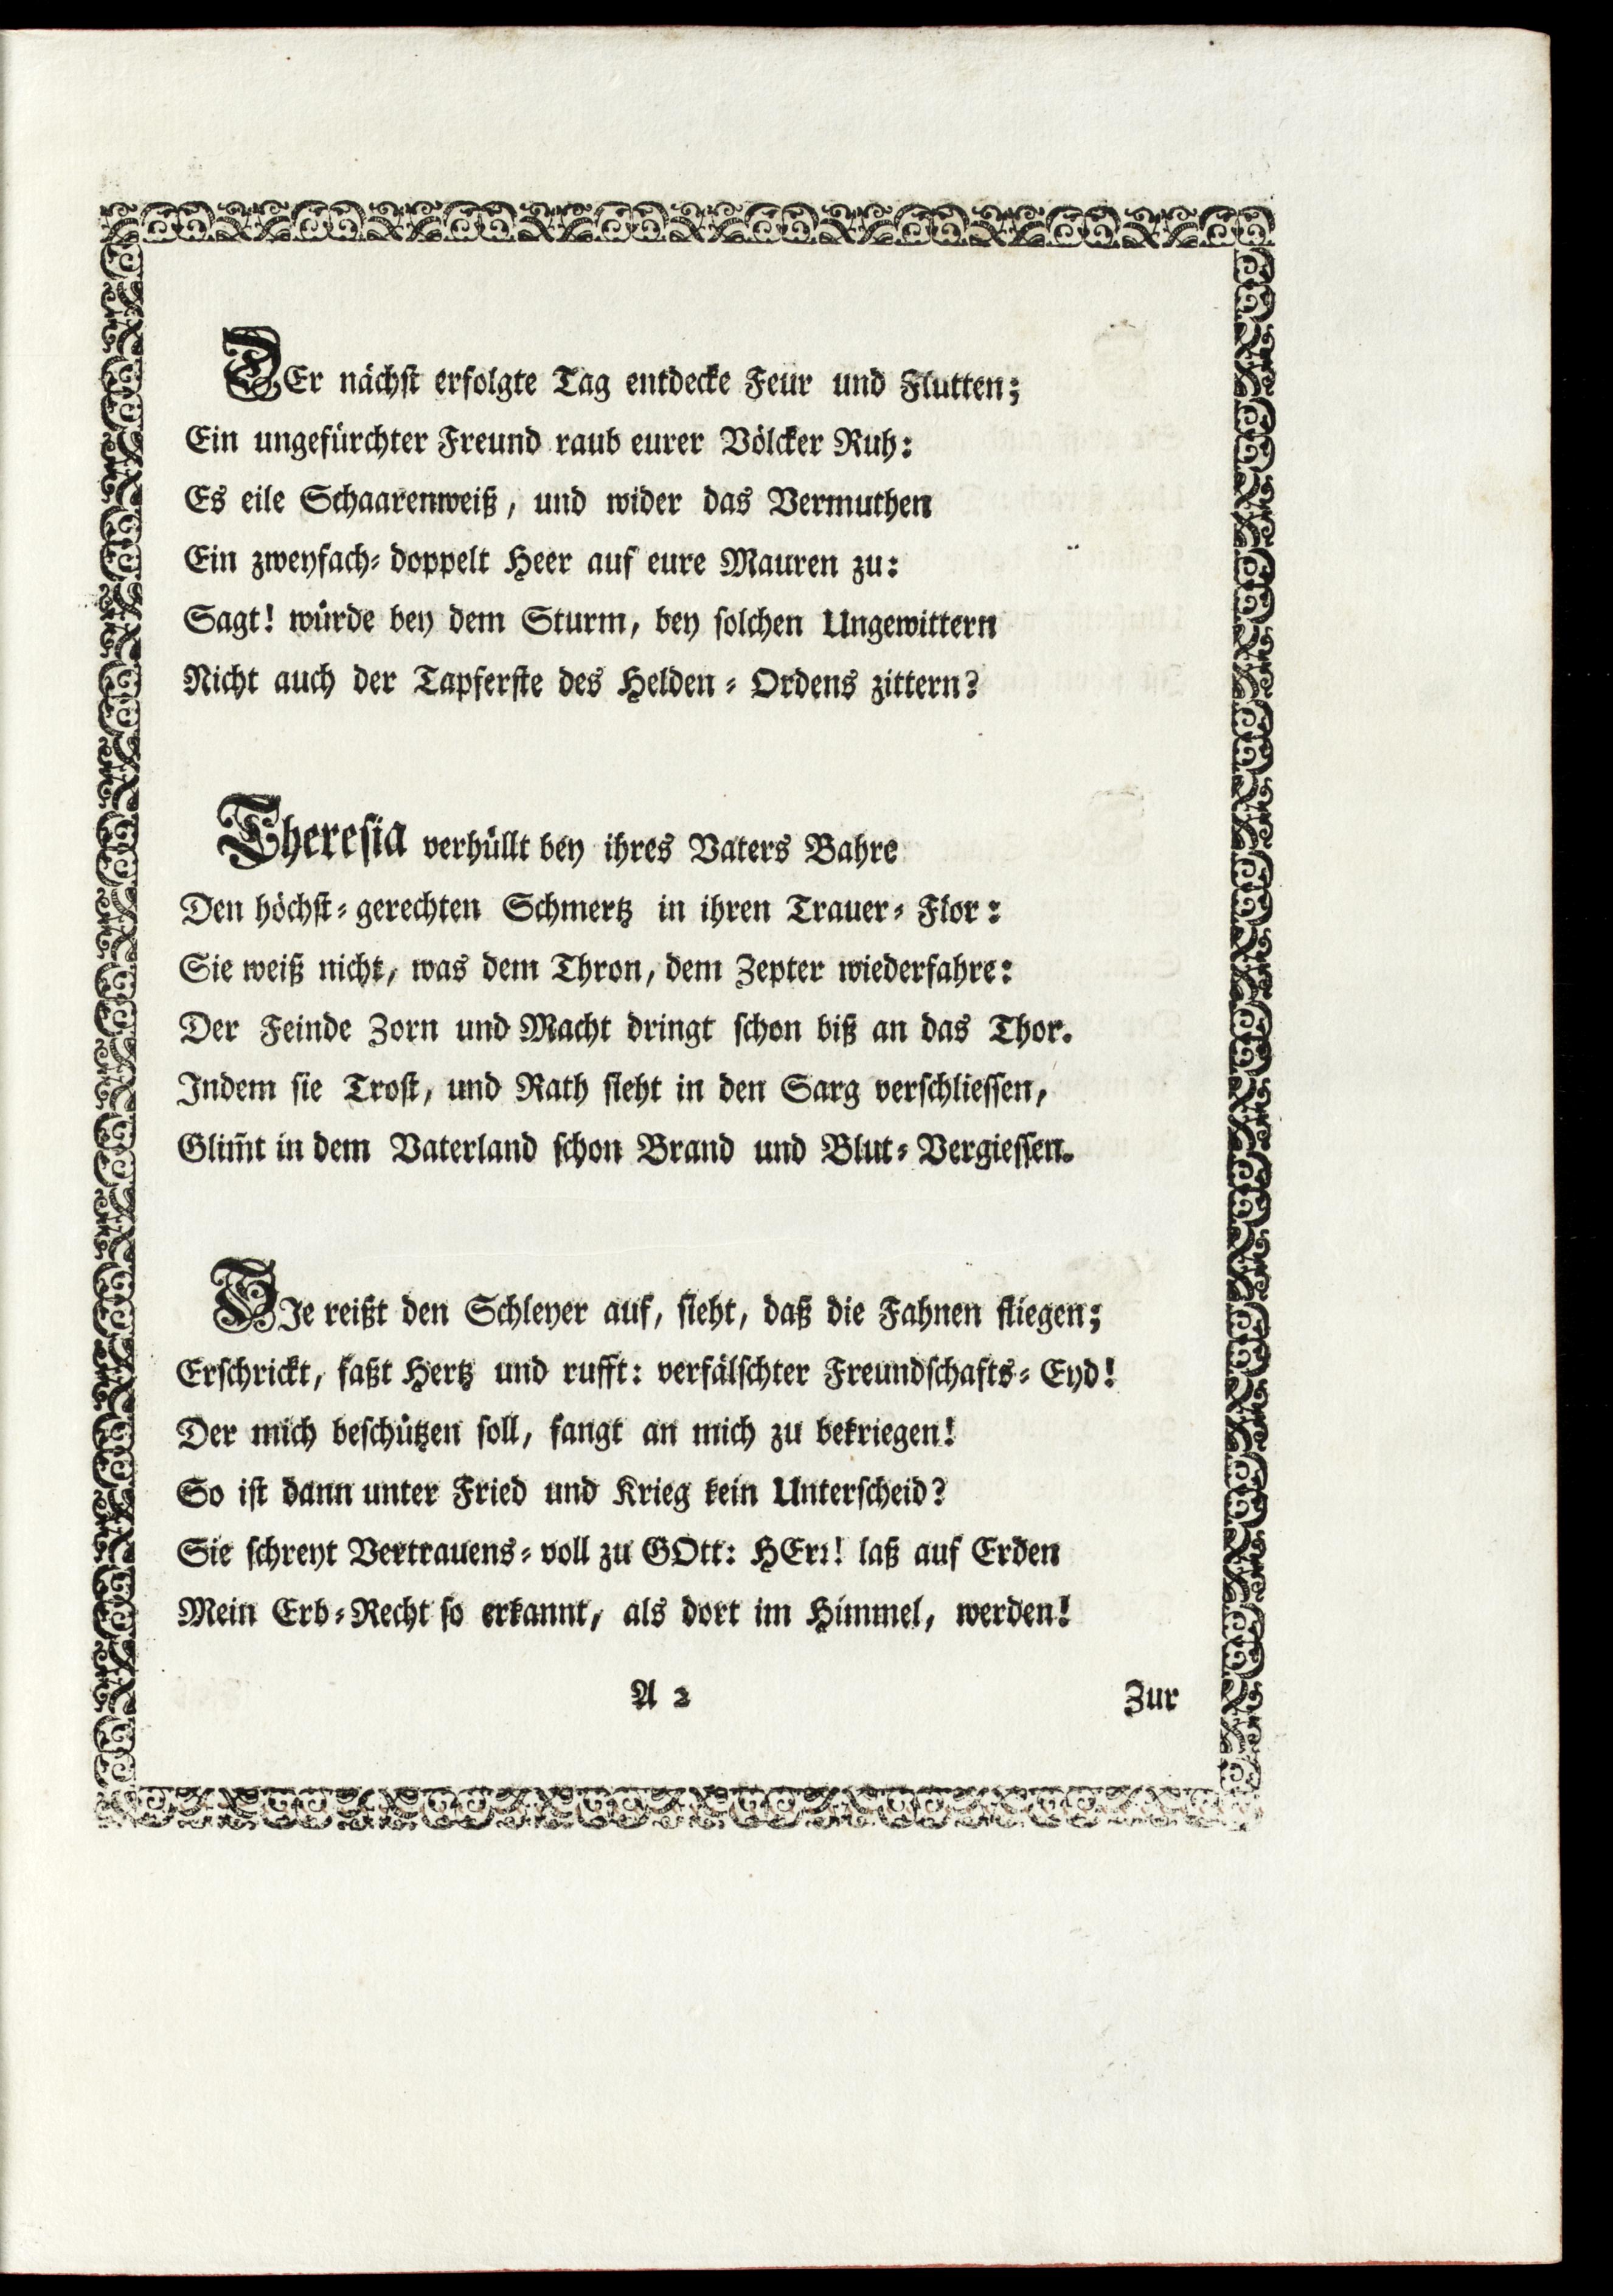 DEr nächst erfolgte Tag entdecke Feur und Flutten;
Ein ungefürchter Freund raub eurer Völcker Ruh:
Es eile Schaarenweiß, und wider das Vermuthen
Ein zweyfach-doppelt Heer auf eure Mauren zu:
Sagt! würde bey dem Sturm, bey solchen Ungewittern
Nicht auch der Tapferste des Helden-Ordens zittern?
Theresia verhüllt bey ihres Vaters Bahre
Den höchst-gerechten Schmertz in ihren Trauer-Flor:
Sie weiß nicht, was dem Thron, dem Zepter wiederfahre:
Der Feinde Zorn und Macht dringt schon biß an das Thor.
Indem sie Trost, und Rath sieht in den Sarg verschliessen,
Glim̅t in dem Vaterland schon Brand und Blut-Vergiessen.
SIe reißt den Schleyer auf, sieht, daß die Fahnen fliegen;
Erschrickt, faßt Hertz und rufft: verfälschter Freundschafts-Eyd!
Der mich beschützen soll, fangt an mich zu bekriegen!
So ist dann unter Fried und Krieg kein Unterscheid?
Sie schreyt Vertrauens-voll zu GOtt: HErr! laß auf Erden
Mein Erb-Recht so erkannt, als dort im Himmel, werden!
A 2
Zur